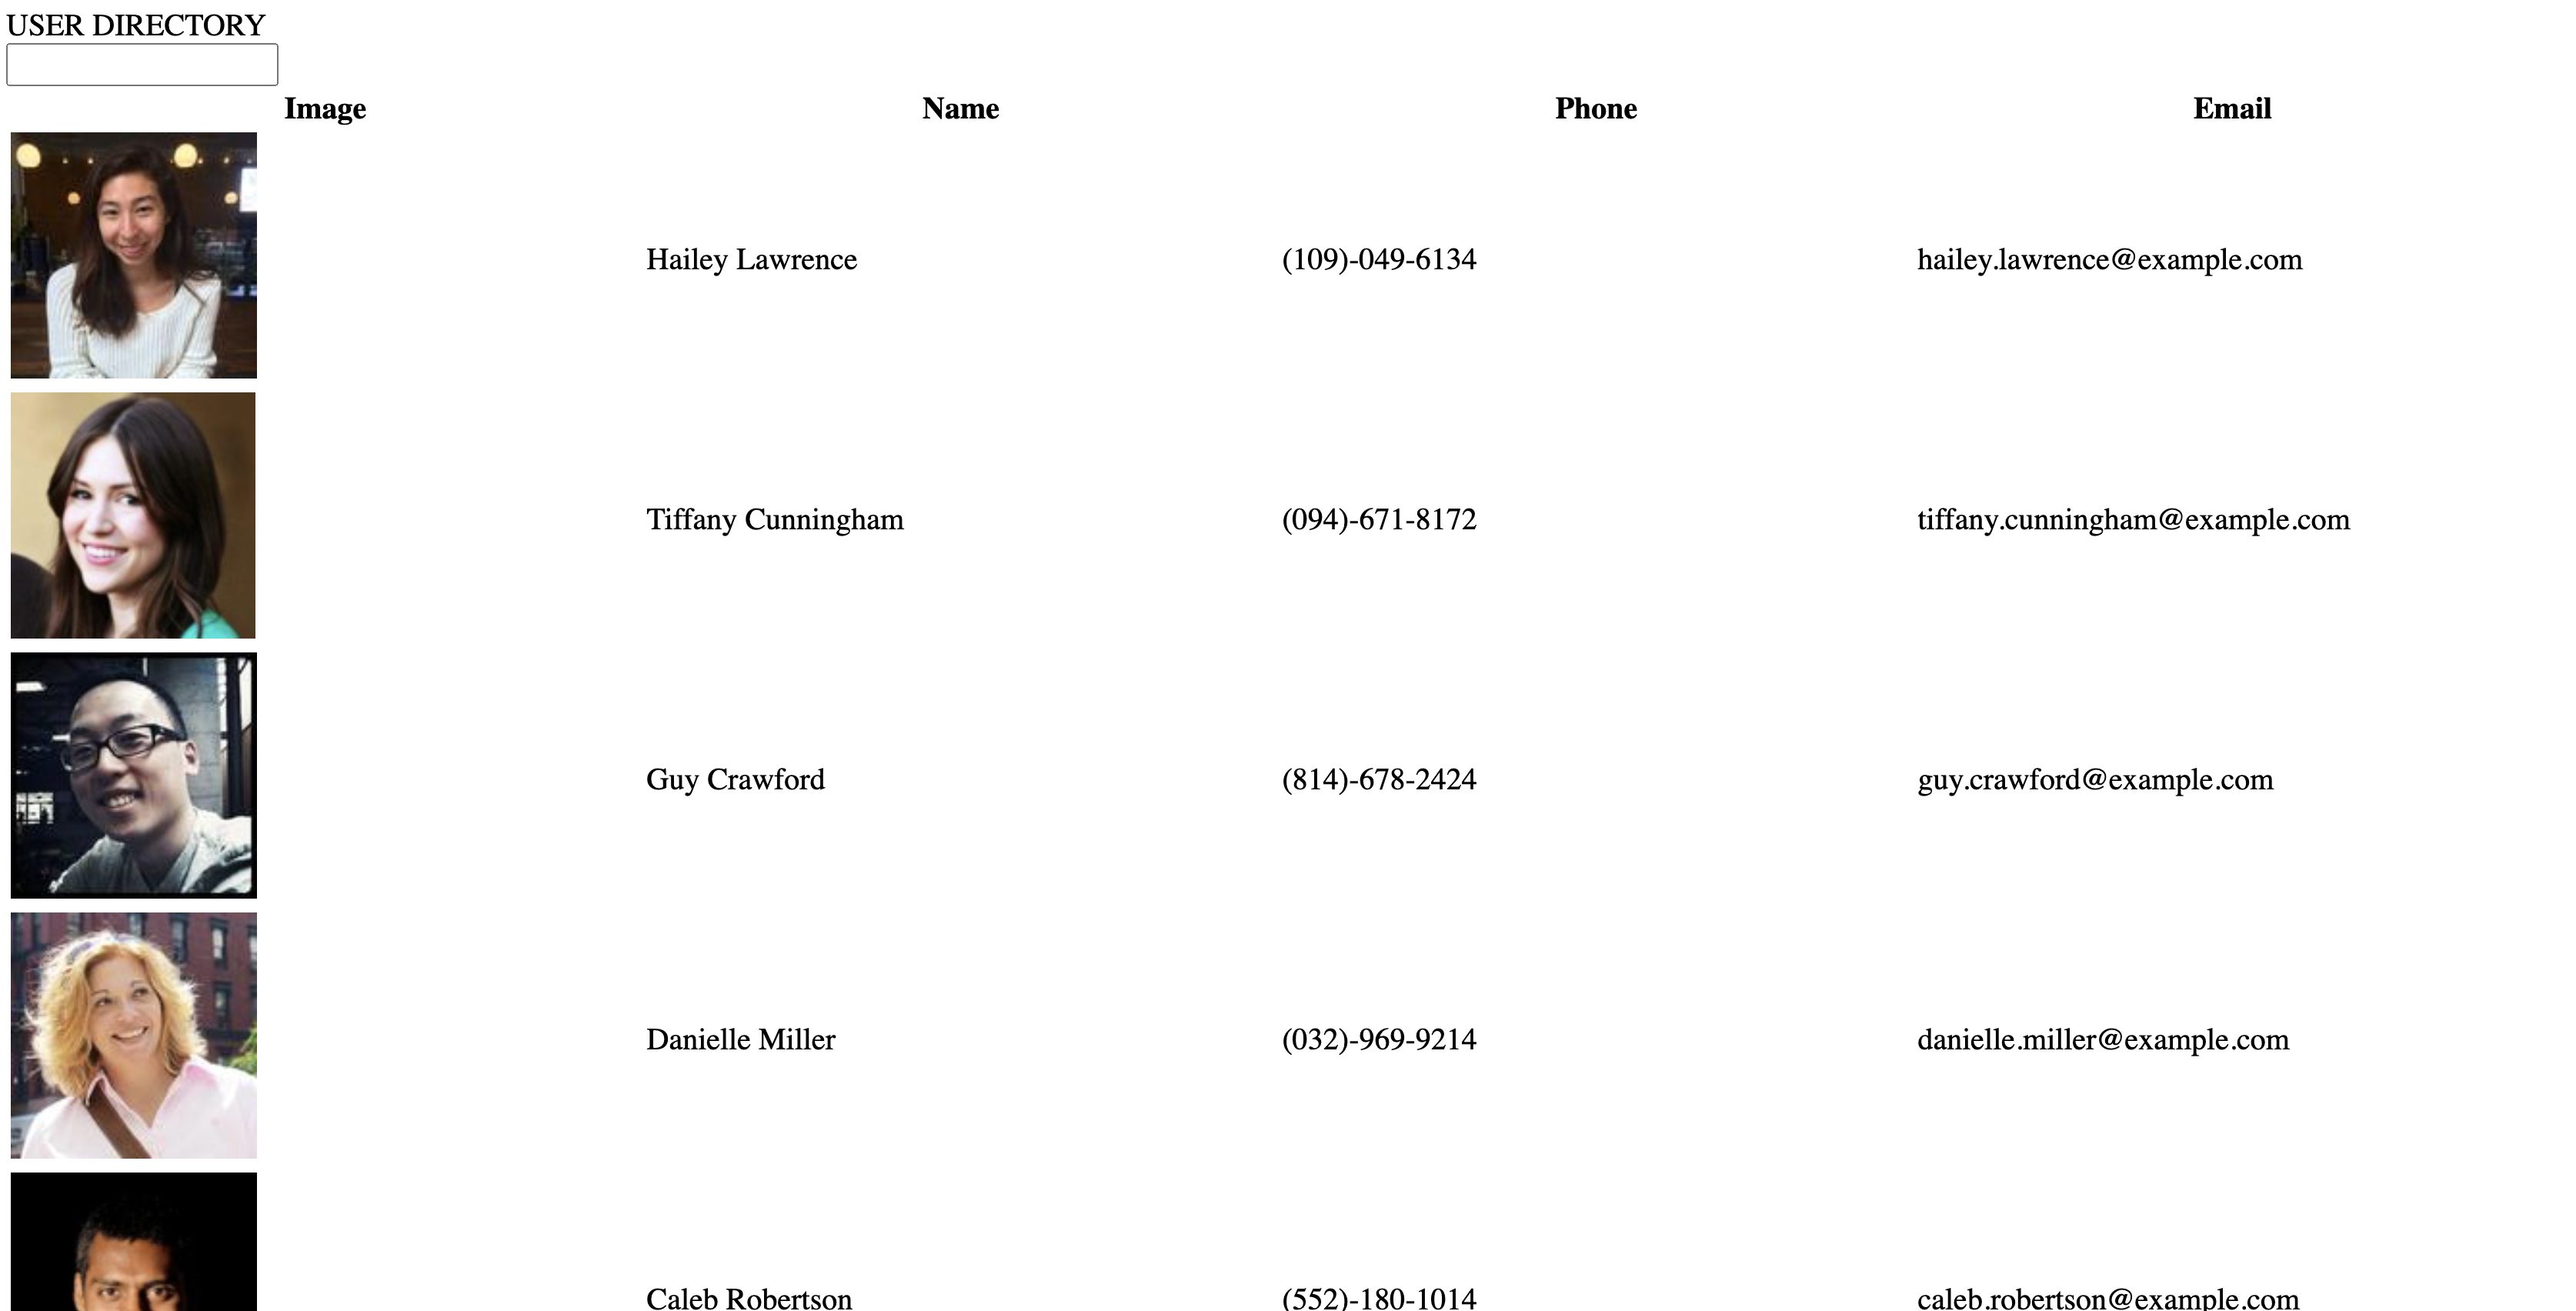 USER DIRECTORY
Image Name Phone Email
Hailey Lawrence (109)-049-6134 hailey.lawrence@example.com
Tiffany Cunningham (094)-671-8172 tiffany.cunningham@example.com
Guy Crawford (814)-678-2424 guy.crawford@example.com
Danielle Miller (032)-969-9214 danielle.miller@example.com
Caleb Robertson (552)-180-1014 caleb.robertson@example.com